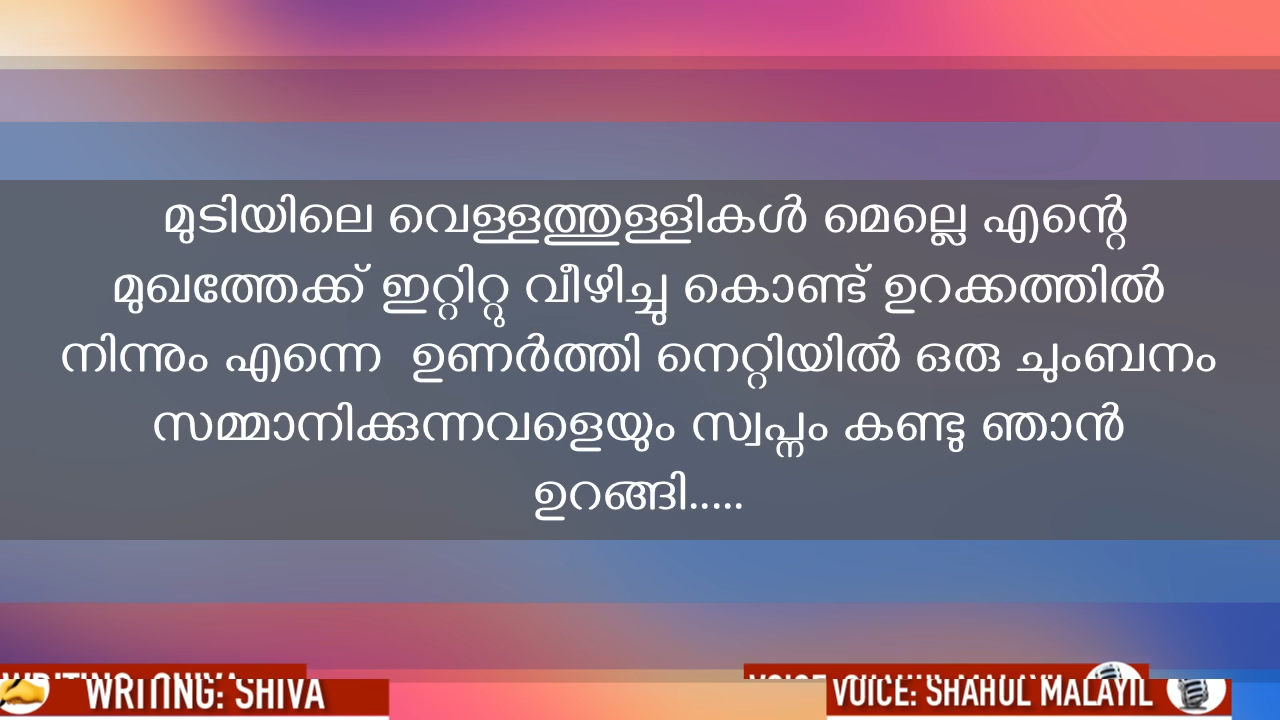 മുടിയിലെ വെള്ളത്തുള്ളികൾ മെല്ലെ എന്റെ
മുഖത്തേക്ക് ഇറ്റിറ്റു വീഴിച്ചു കൊണ്ട് ഉറക്കത്തിൽ
നിന്നും എന്നെ ഉണർത്തി നെറ്റിയിൽ ഒരു ചുംബനം
സമ്മാനിക്കുന്നവളെയും സ്വപ്നം കണ്ടു ഞാൻ
ഉറങ്ങി.....
WRITING: SHIVA
VOICE: SHAHUL MALAYIL